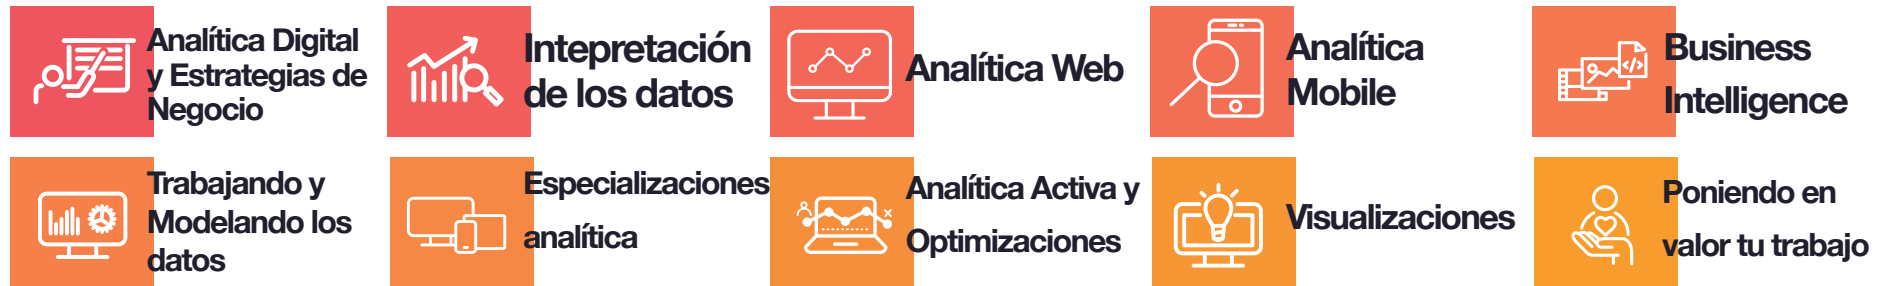 Analítica Digital
y Estrategias de
Negocio
Intepretación
de los datos
Analítica Web
Analítica
Mobile
Business
Intelligence
Trabajando y
Modelando los
datos
Especializaciones
analítica
Analítica Activa y
Optimizaciones
Visualizaciones
Poniendo en
valor tu trabajo